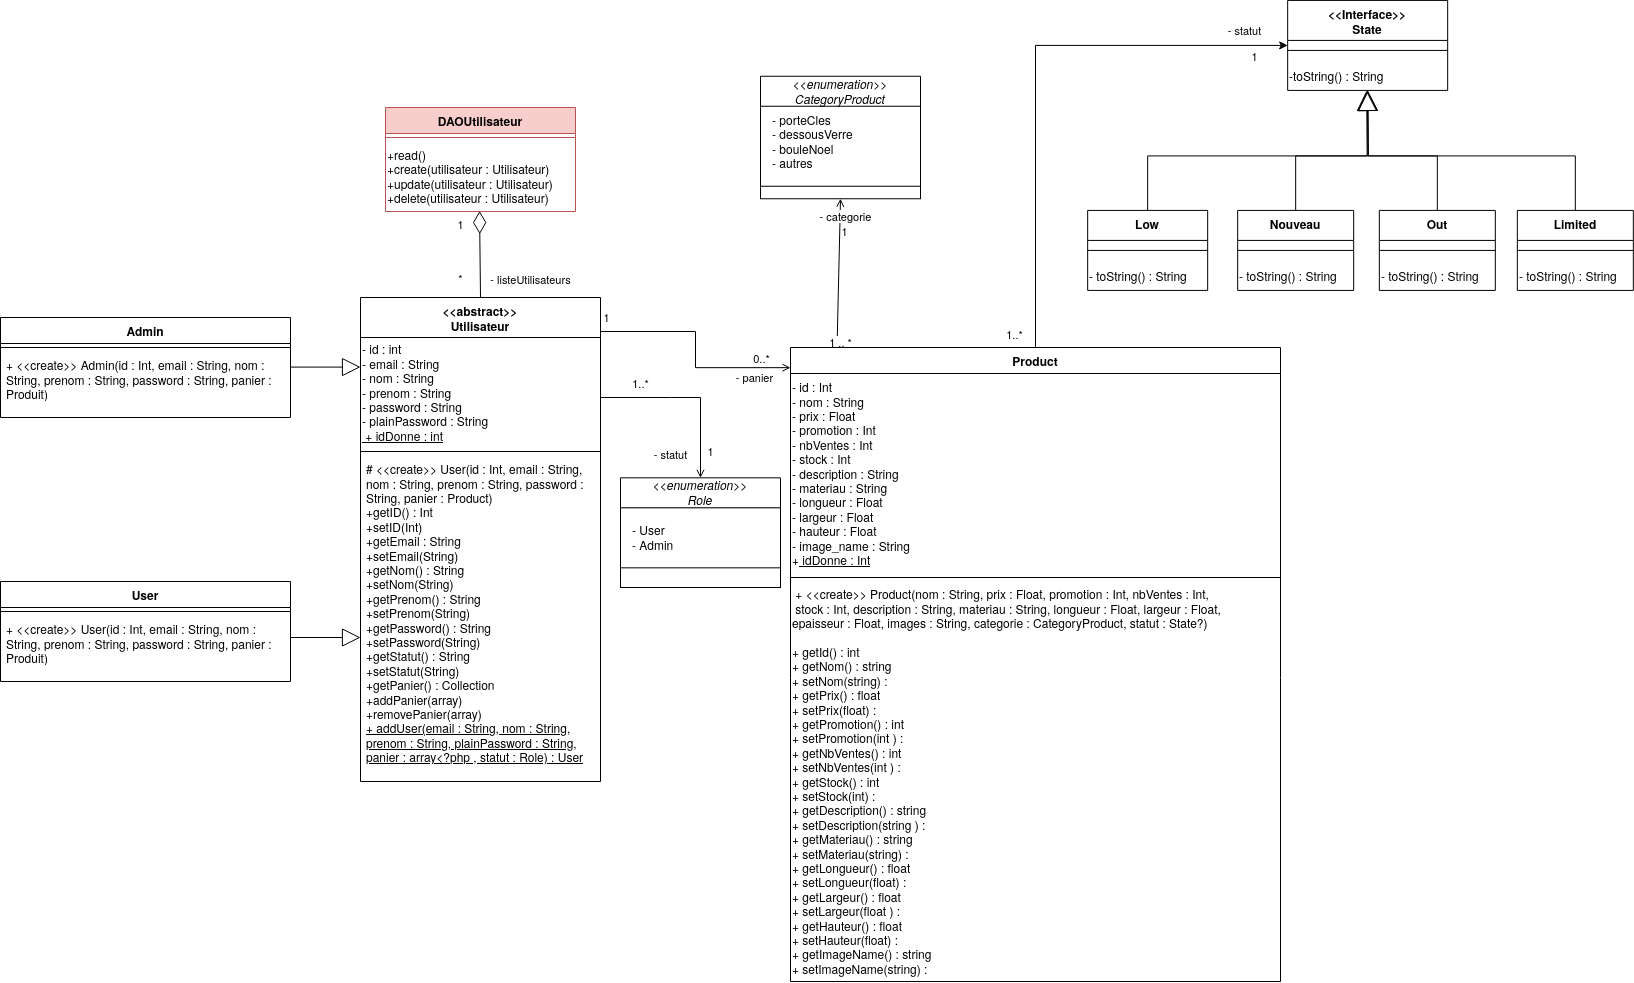 <<Interface>>
State
-toString() : String
- statut
1
<<enumeration>>
CategoryProduct
- porteCles
- dessousVerre
- bouleNoel
- autres
- categorie
1
1..*
DAOUtilisateur
+read()
+create(utilisateur : Utilisateur)
+update(utilisateur : Utilisateur)
+delete(utilisateur : Utilisateur)
1
*
- listeUtilisateurs
Low
- toString() : String
Nouveau
- toString() : String
Out
- toString() : String
Limited
- toString() : String
Admin
+ <<create>> Admin(id : Int, email : String, nom :
String, prenom : String, password : String, panier :
Produit)
User
+ <<create>> User(id : Int, email : String, nom :
String, prenom : String, password : String, panier :
Produit)
<<abstract>>
Utilisateur
- id : int
- email : String
- nom : String
- prenom : String
- password : String
- plainPassword : String
+ idDonne : int
# <<create>> User(id : Int, email : String,
nom : String, prenom : String, password :
String, panier : Product)
+getID() : Int
+setID(Int)
+getEmail : String
+setEmail(String)
+getNom() : String
+setNom(String)
+getPrenom() : String
+setPrenom(String)
+getPassword() : String
+setPassword(String)
+getStatut() : String
+setStatut(String)
+getPanier() : Collection
+addPanier(array)
+removePanier(array)
+ addUser(email : String, nom : String,
prenom : String, plainPassword : String,
panier : array<?php , statut : Role) : User
1
0..*
- panier
1..*
- statut
1
<<enumeration>>
Role
- User
- Admin
1..*
Product
- id : Int
- nom : String
- prix : Float
- promotion : Int
- nbVentes : Int
- stock : Int
- description : String
- materiau : String
- longueur : Float
- largeur : Float
- hauteur : Float
- image_name : String
+ idDonne : Int
+ <<create>> Product(nom : String, prix : Float, promotion : Int, nbVentes : Int,
stock : Int, description : String, materiau : String, longueur : Float, largeur : Float,
epaisseur : Float, images : String, categorie : CategoryProduct, statut : State?)
+ getId() : int
+ getNom() : string
+ setNom(string) :
+ getPrix() : float
+ setPrix(float) :
+ getPromotion() : int
+ setPromotion(int ) :
+ getNbVentes() : int
+ setNbVentes(int ) :
+ getStock() : int
+ setStock(int) :
+ getDescription() : string
+ setDescription(string ) :
+ getMateriau() : string
+ setMateriau(string) :
+ getLongueur() : float
+ setLongueur(float) :
+ getLargeur() : float
+ setLargeur(float ) :
+ getHauteur() : float
+ setHauteur(float) :
+ getImageName() : string
+ setImageName(string) :